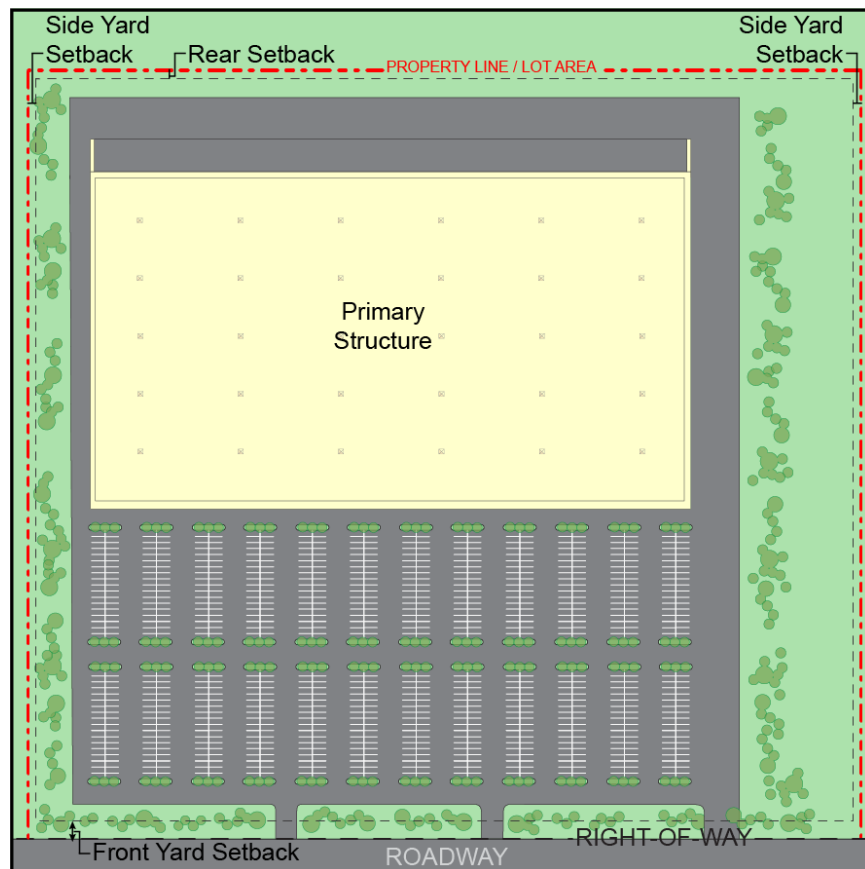 Side Yard
Setback
Rear Setback
Side Yard
Setback
PROPERTY LINE / LOT AREA
Primary
Structure
RIGHT-OF-WAY
Front Yard Setback
ROADWAY